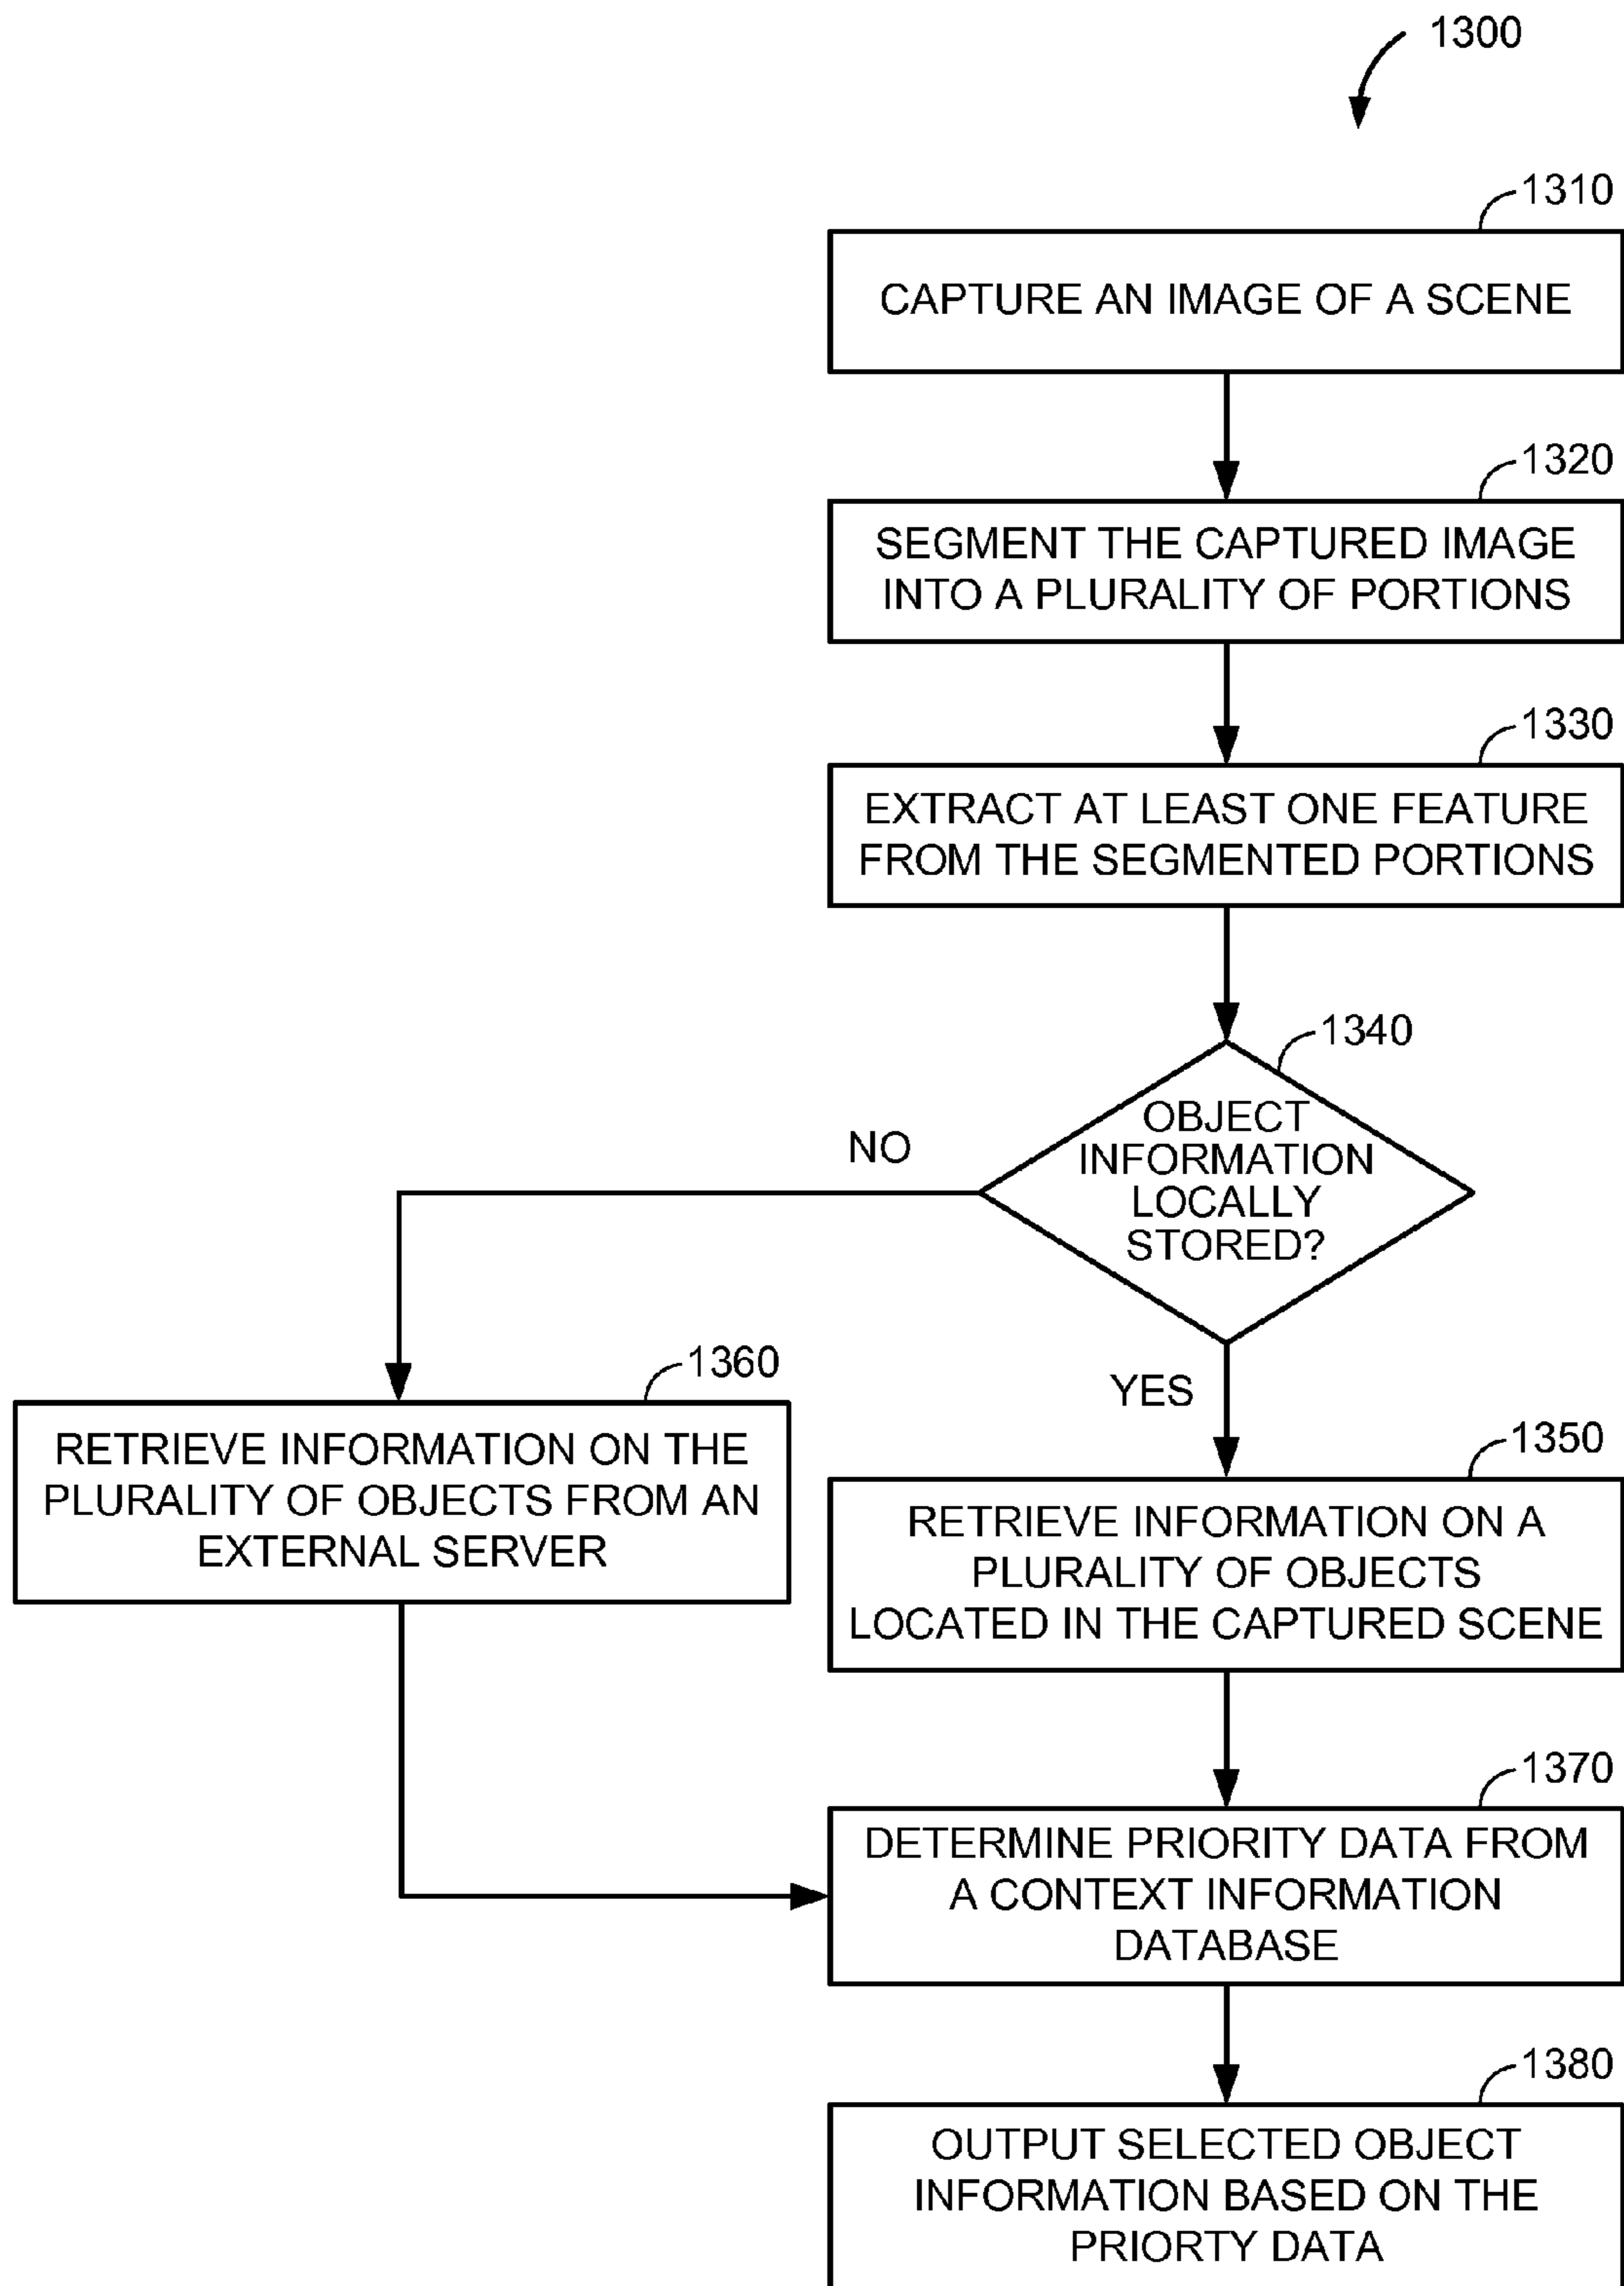 1300
1310
CAPTURE AN IMAGE OF A SCENE
1320
SEGMENT THE CAPTURED IMAGE
INTO A PLURALITY OF PORTIONS
1330
EXTRACT AT LEAST ONE FEATURE
FROM THE SEGMENTED PORTIONS
1340
OBJECT
INFORMATION
LOCALLY
STORED?
NO
YES
1360
RETRIEVE INFORMATION ON THE
PLURALITY OF OBJECTS FROM AN
EXTERNAL SERVER
1350
RETRIEVE INFORMATION ON A
PLURALITY OF OBJECTS
LOCATED IN THE CAPTURED SCENE
1370
DETERMINE PRIORITY DATA FROM
A CONTEXT INFORMATION
DATABASE
1380
OUTPUT SELECTED OBJECT
INFORMATION BASED ON THE
PRIORTY DATA